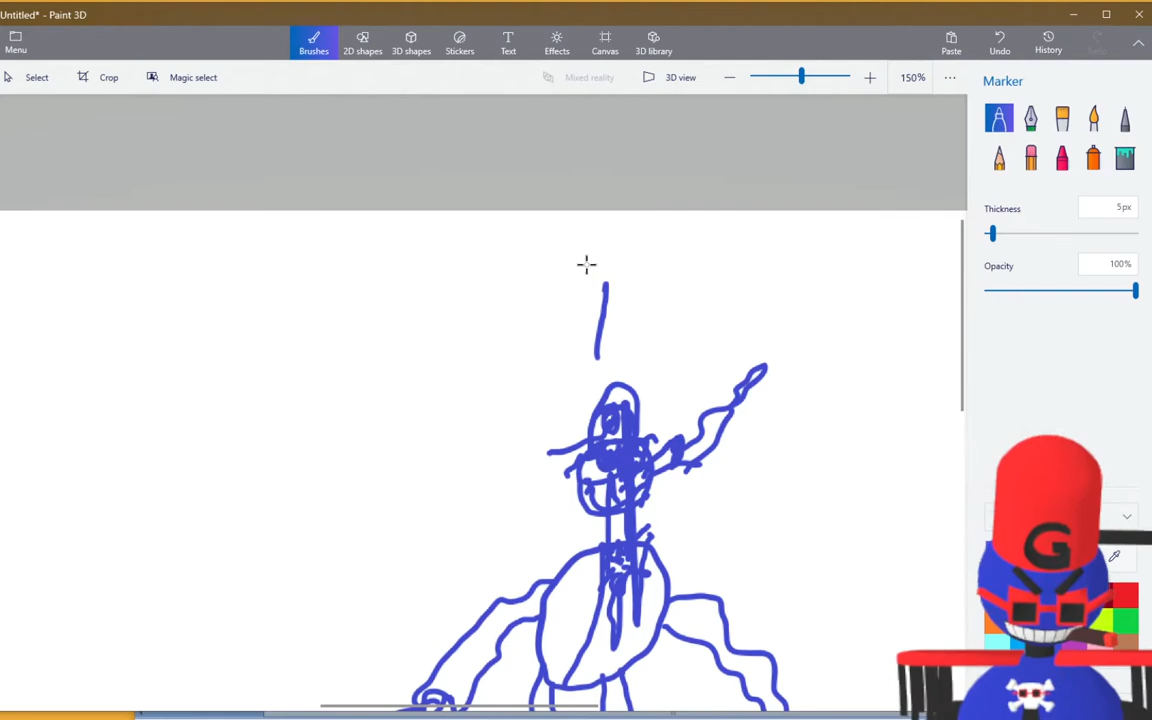 Untitled* - Paint 3D
Menu
Brushes
2D shapes
3D shapes
Stickers
Text
Effects
Canvas
3D library
Paste
Undo
History
Redo
Select
Crop
Magic select
Mixed reality
3D view
150%
Marker
Thickness
5px
Opacity
100%
G